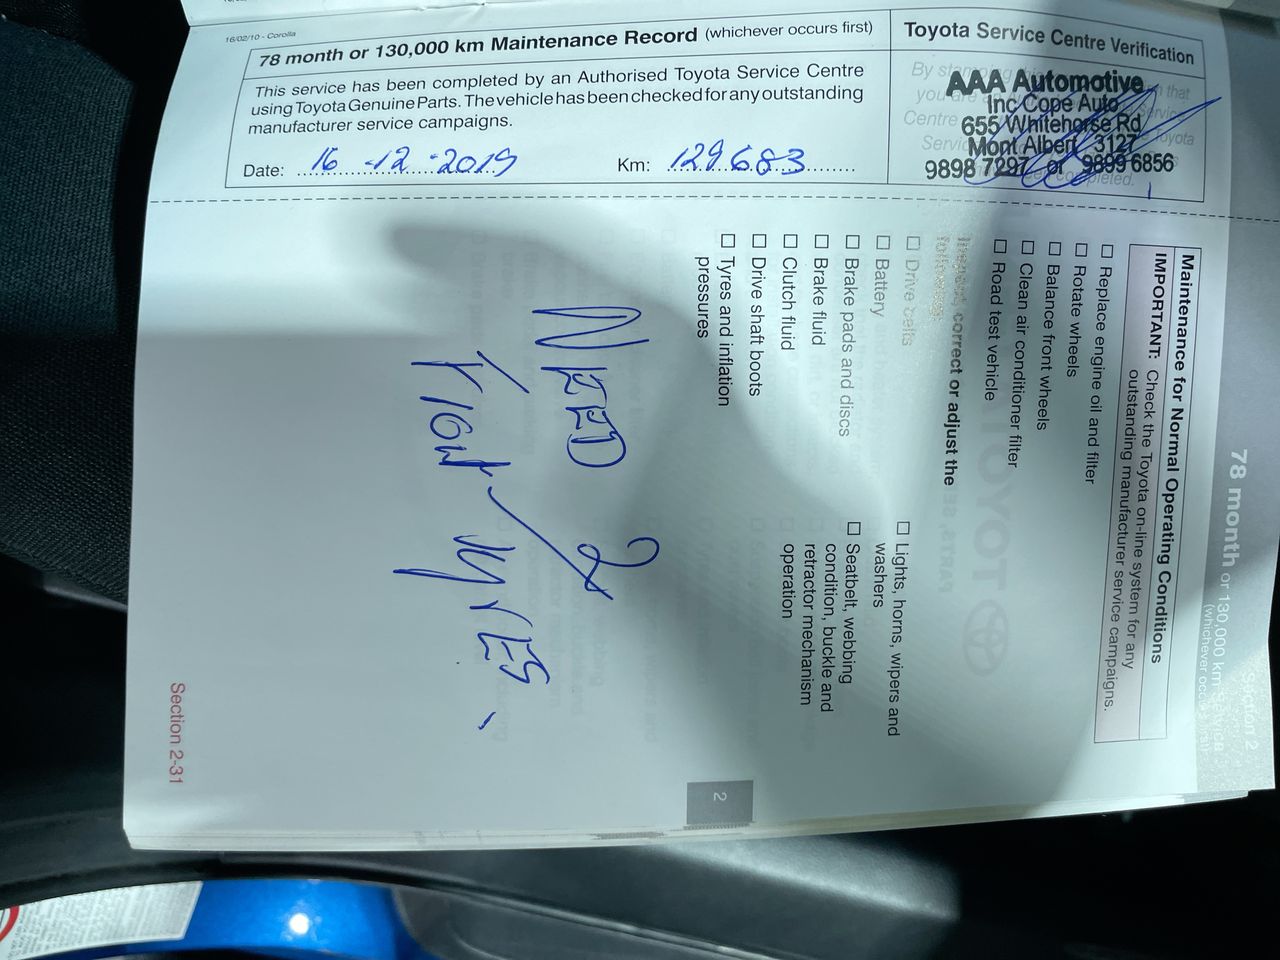 16/02/10 - Corolla
78 month or 130,000 km Maintenance Record (whichever occurs first)
This service has been completed by an Authorised Toyota Service Centre
using Toyota Genuine Parts. The vehicle has been checked for any outstanding
manufacturer service campaigns.
Date: 16-12-2019 Km: 129683
Toyota Service Centre Verification
AAA Automotive
Inc Cope Auto
655 Whitehorse Rd
Mont Albert 3127
9898 7297 or 9899 6856
Section 2
78 month or 130,000 km
(whichever
Maintenance for Normal Operating Conditions
IMPORTANT: Check the Toyota on-line system for any
outstanding manufacturer service campaigns.
☐ Replace engine oil and filter
☐ Rotate wheels
☐ Balance front wheels
☐ Clean air conditioner filter
☐ Road test vehicle
correct or adjust the
☐ Drive belts
☐ Battery
☐ Brake pads and discs
☐ Brake fluid
☐ Clutch fluid
☐ Drive shaft boots
☐ Tyres and inflation
pressures
☐ Lights, horns, wipers and
washers
☐ Seatbelt, webbing
condition, buckle and
retractor mechanism
operation
NEED 2x
Front tyrES
2
Section 2-31